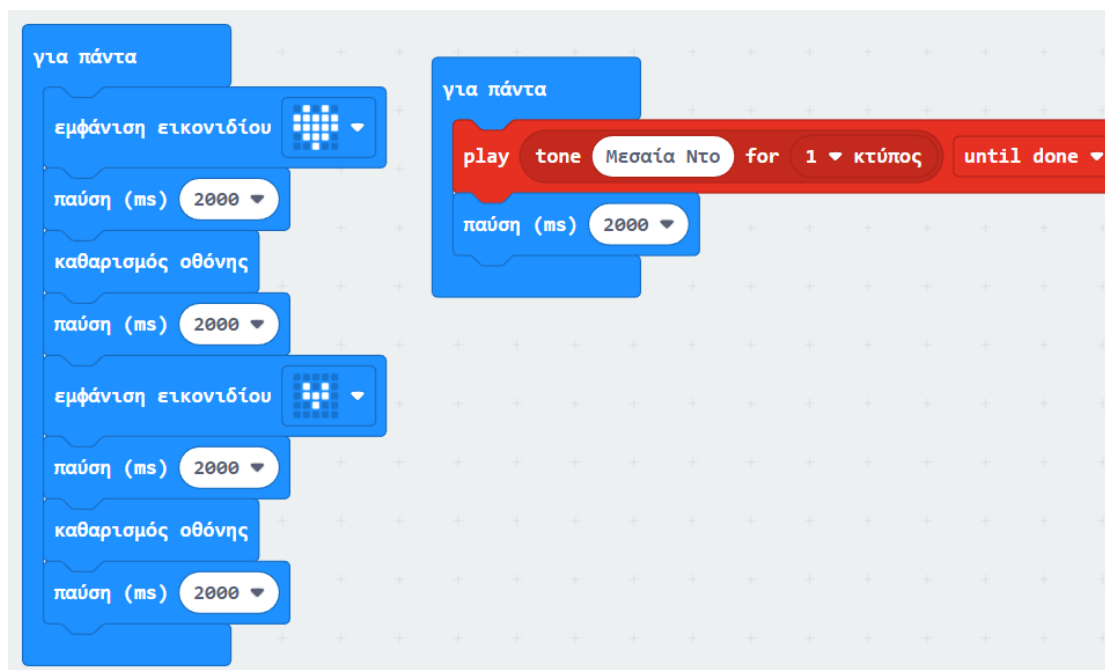 για πάντα
εμφάνιση εικονιδίου
παύση (ms) 2000
καθαρισμός οθόνης
παύση (ms) 2000
εμφάνιση εικονιδίου
παύση (ms) 2000
καθαρισμός οθόνης
παύση (ms) 2000
για πάντα
play tone Μεσαία Ντο for 1 κτύπος until done
παύση (ms) 2000